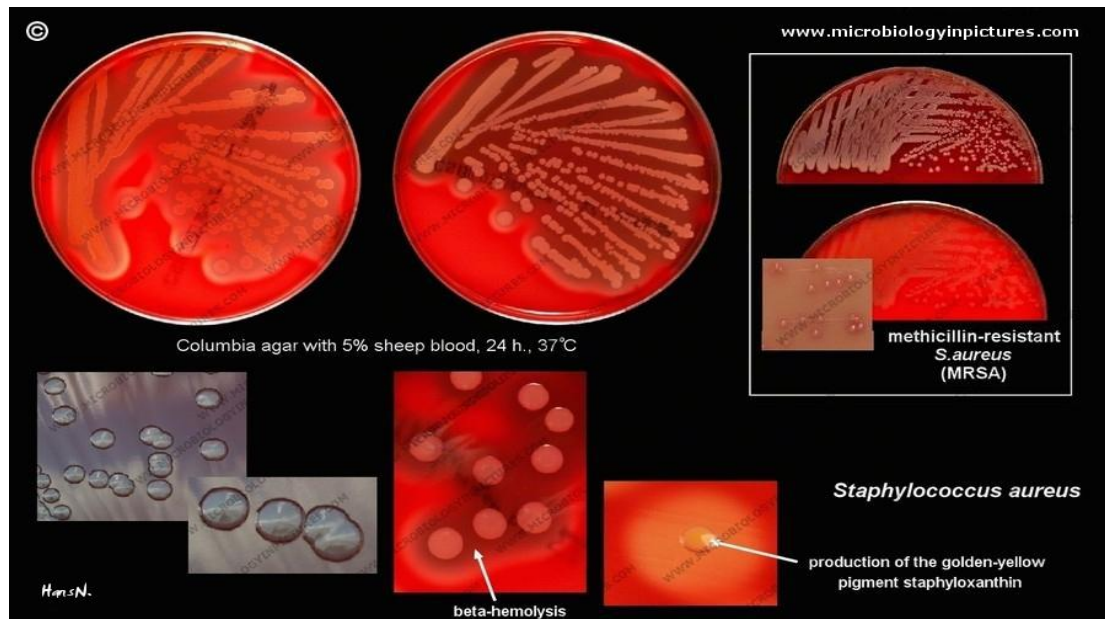 ©
www.microbiologyinpictures.com
Columbia agar with 5% sheep blood, 24 h., 37°C
methicillin-resistant
S.aureus
(MRSA)
Staphylococcus aureus
production of the golden-yellow
pigment staphyloxanthin
beta-hemolysis
HansN.